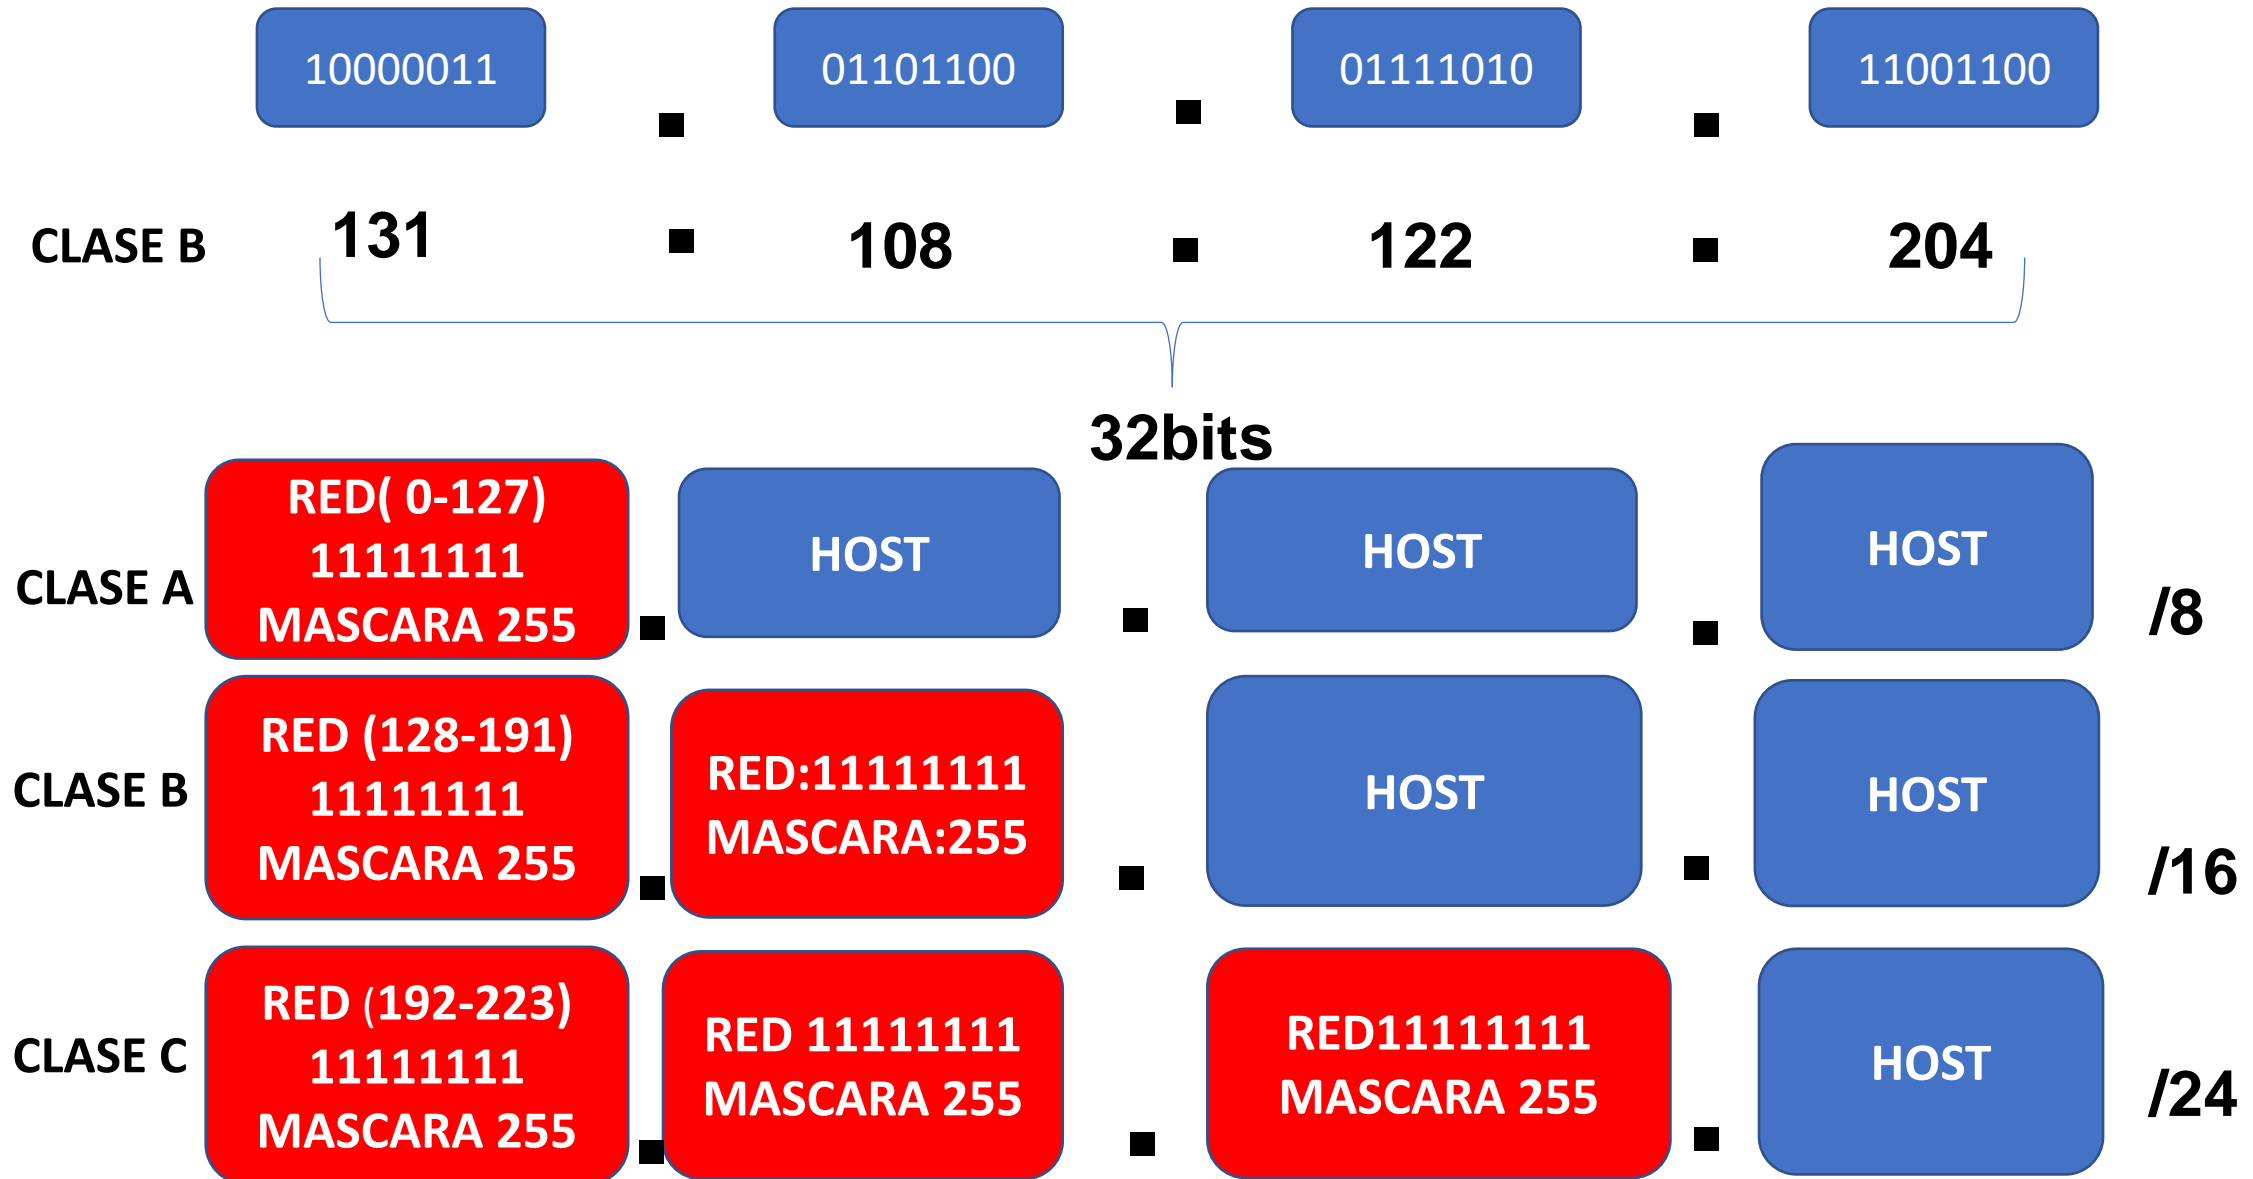 10000011 . 01101100 . 01111010 . 11001100
CLASE B 131 . 108 . 122 . 204
32bits
CLASE A
RED( 0-127)
11111111
MASCARA 255
.
HOST
.
HOST
.
HOST
/8
CLASE B
RED (128-191)
11111111
MASCARA 255
.
RED:11111111
MASCARA:255
.
HOST
.
HOST
/16
CLASE C
RED (192-223)
11111111
MASCARA 255
.
RED 11111111
MASCARA 255
.
RED11111111
MASCARA 255
.
HOST
/24